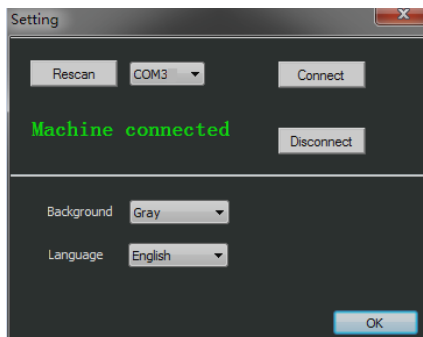 Setting
Rescan COM3 Connect
Machine connected
Disconnect
Background Gray
Language English
OK